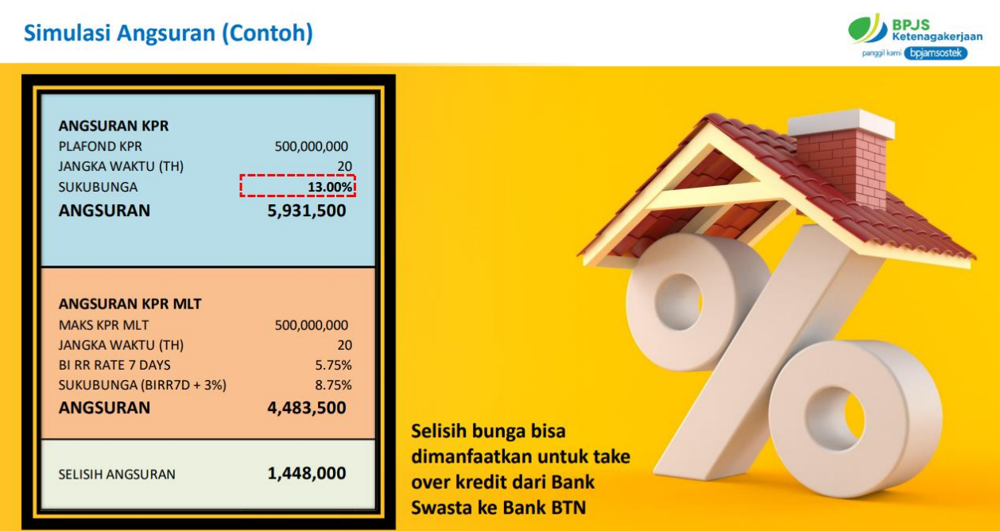 Simulasi Angsuran (Contoh)
BPJS
Ketenagakerjaan
panggil kami bpjamsostek
ANGSURAN KPR
PLAFOND KPR 500,000,000
JANGKA WAKTU (TH) 20
SUKUBUNGA 13.00%
ANGSURAN 5,931,500
ANGSURAN KPR MLT
MAKS KPR MLT 500,000,000
JANGKA WAKTU (TH) 20
BI RR RATE 7 DAYS 5.75%
SUKUBUNGA (BIRR7D + 3%) 8.75%
ANGSURAN 4,483,500
SELISIH ANGSURAN 1,448,000
Selisih bunga bisa
dimanfaatkan untuk take
over kredit dari Bank
Swasta ke Bank BTN